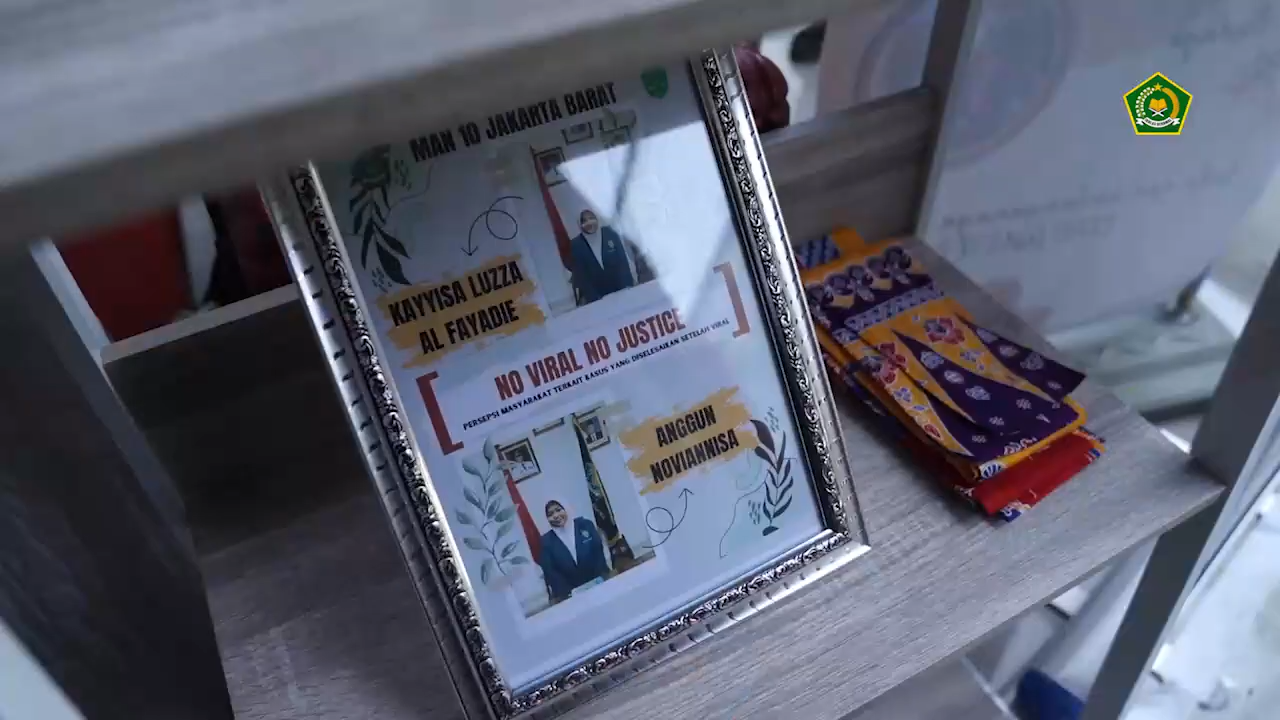 MAN 10 JAKARTA BARAT
KAYYISA LUZZA
AL FAYADIE
NO VIRAL NO JUSTICE
PERSEPSI MASYARAKAT TERKAIT KASUS YANG DISELESAIKAN SETELAH VIRAL
ANGGUN
NOVIANNISA